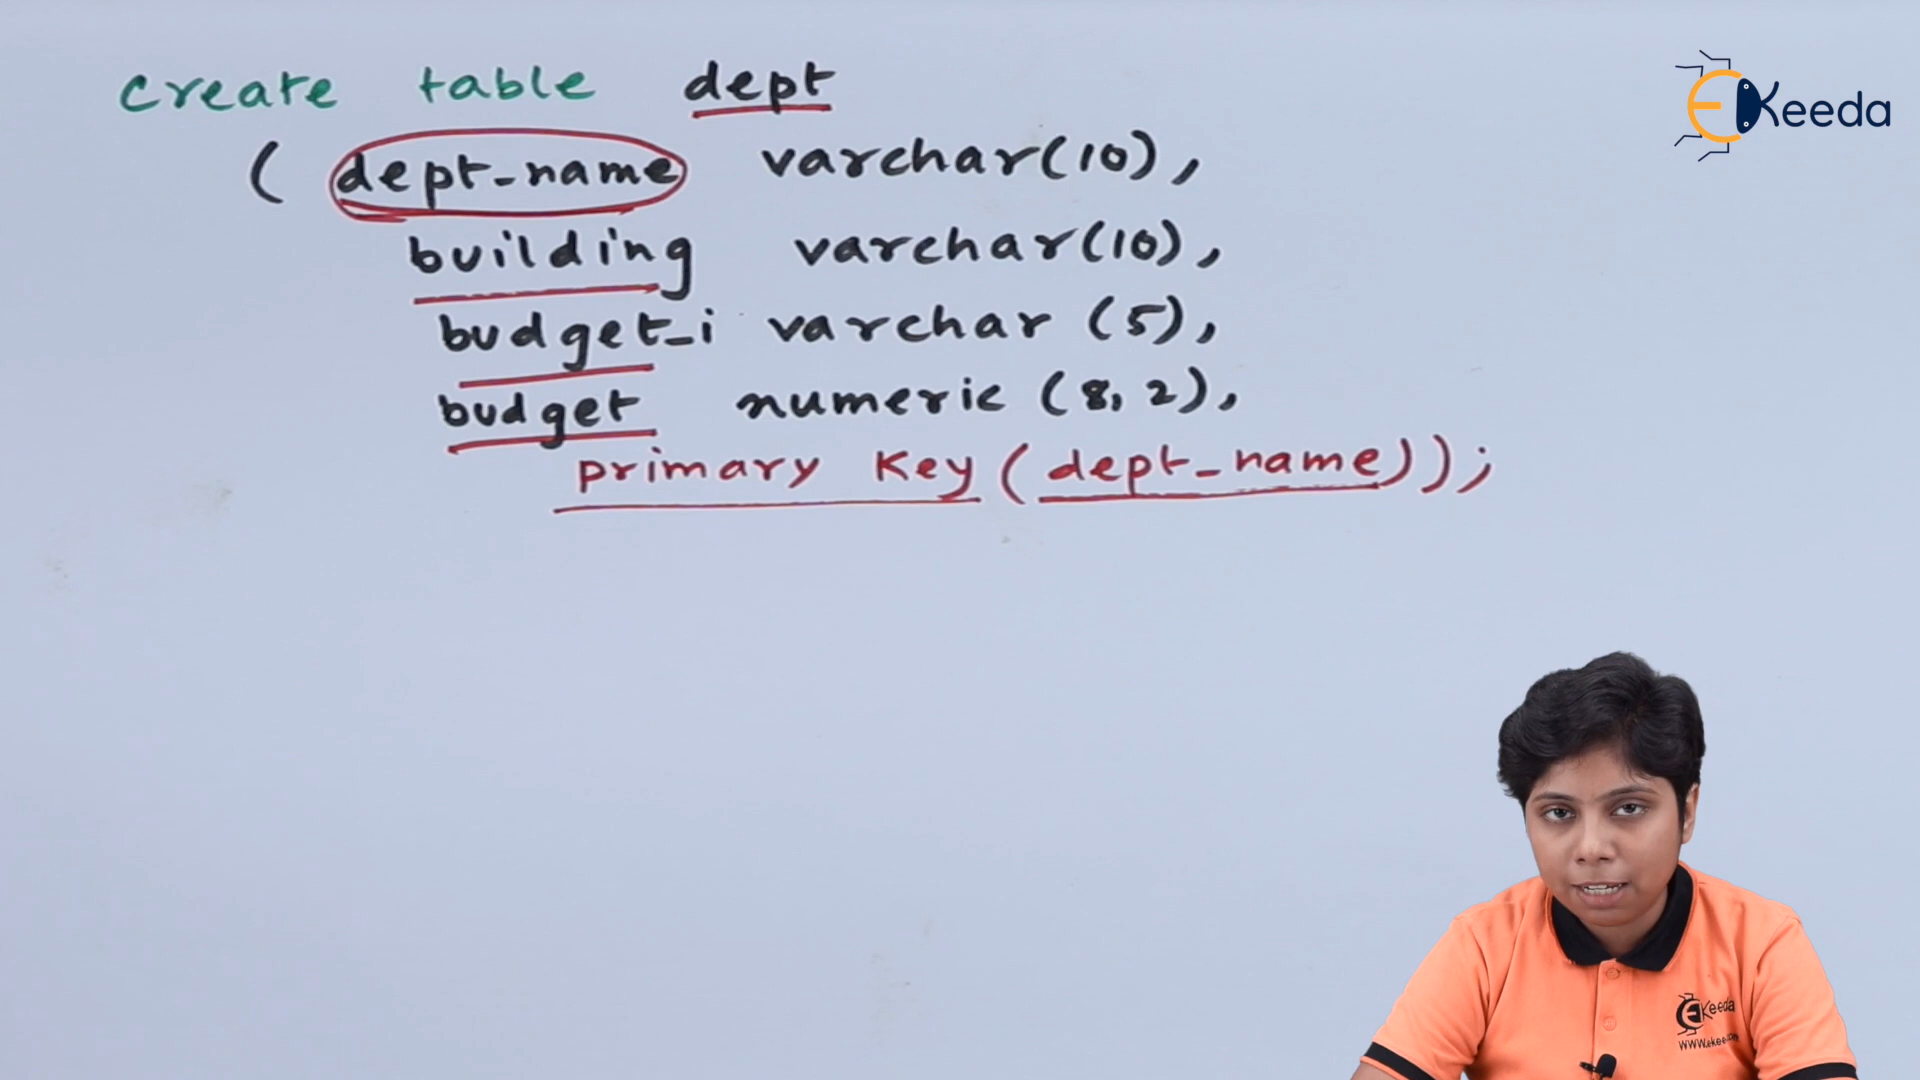 create table dept
( dept_name varchar(10),
building varchar(10),
budget_i varchar (5),
budget numeric (8,2),
primary key (dept_name));
EKeeda
EKeeda